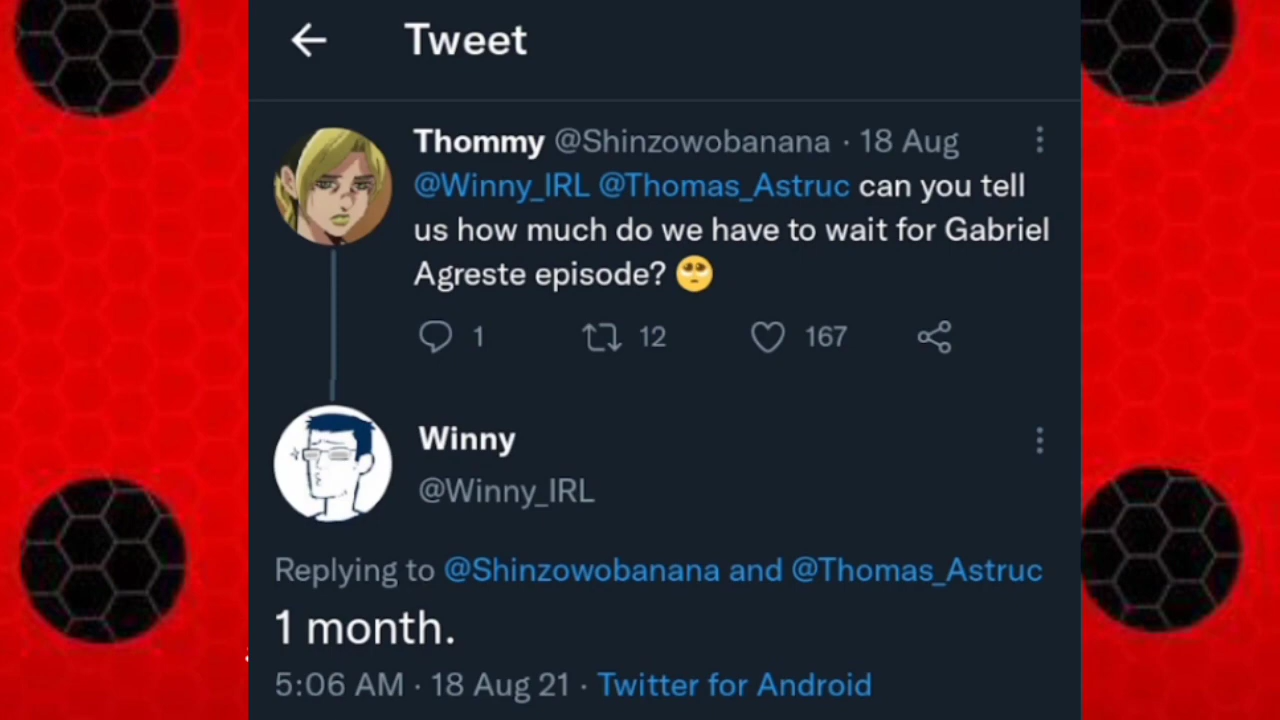 Tweet
Thommy @Shinzowobanana · 18 Aug
@Winny_IRL @Thomas_Astruc can you tell
us how much do we have to wait for Gabriel
Agreste episode? 🥺
1 12 167
Winny
@Winny_IRL
Replying to @Shinzowobanana and @Thomas_Astruc
1 month.
5:06 AM · 18 Aug 21 · Twitter for Android